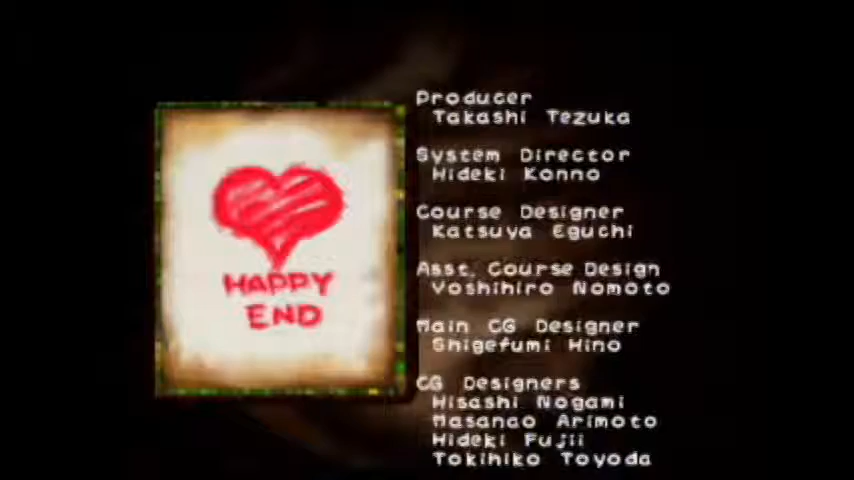 HAPPY
END
Producer
Takashi Tezuka
System Director
Hideki Konno
Course Designer
Katsuya Eguchi
Asst. Course Design
Yoshihiro Nomoto
Main CG Designer
Shigefumi Hino
CG Designers
Hisashi Nogami
Masanao Arimoto
Hideki Fujii
Tokihiko Toyoda